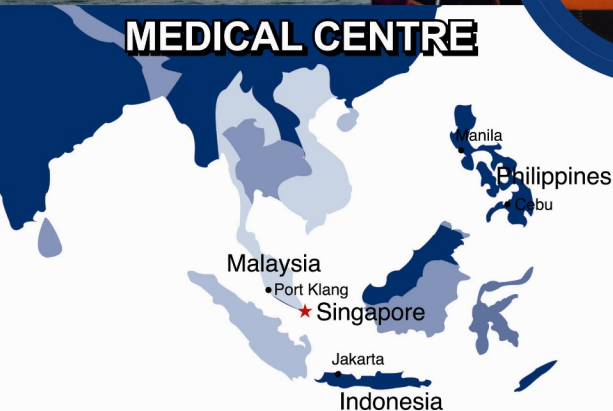 MEDICAL CENTRE
Manila
Philippines
Cebu
Malaysia
Port Klang
Singapore
Jakarta
Indonesia